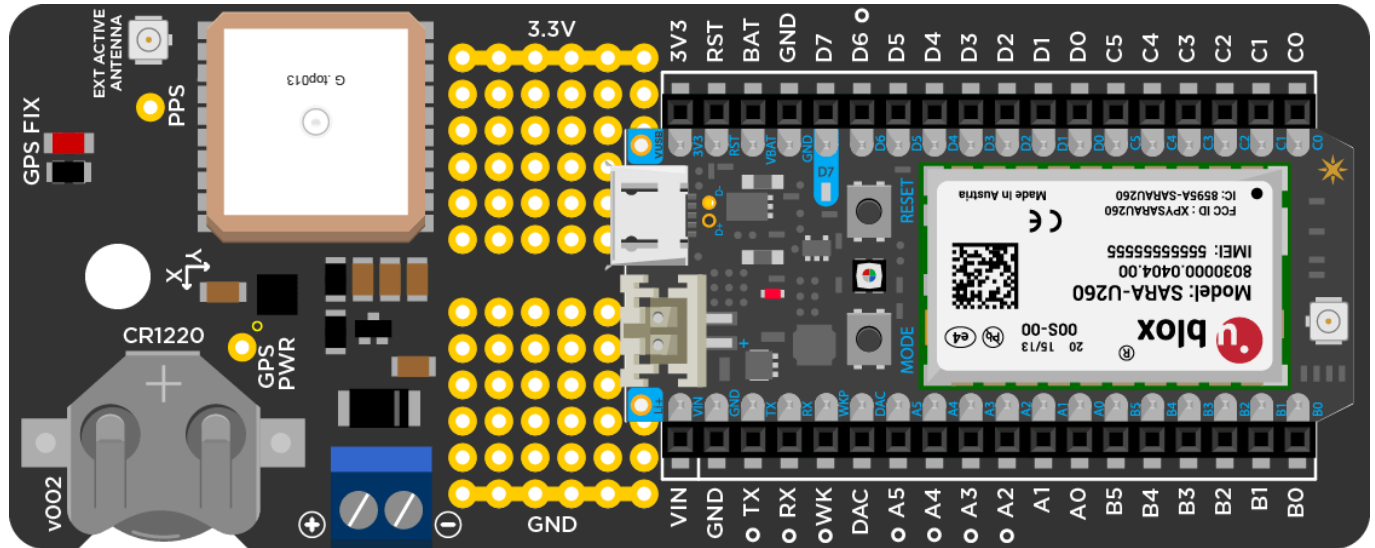 EXT ACTIVE
ANTENNA
PPS
GPS FIX
G.top013
3.3V
3V3 RST BAT GND D7 D6 D5 D4 D3 D2 D1 D0 C5 C4 C3 C2 C1 C0
VUSB 3V3 RST VBAT GND D6 D5 D4 D3 D2 D1 D0 C5 C4 C3 C2 C1 C0
D7
D-
D+
RESET
MODE
+
ublox ®
20 15/13
00S-00
Pb e4
Model: SARA-U260
8030000.0404.00
IMEI: 5555555555555
CE
FCC ID : XPYSARAU260
IC: 8595A-SARAU260
Made in Austria
Y
X
CR1220
+
GPS
PWR
v002
+ -
GND
VIN GND TX RX WKP DAC A5 A4 A3 A2 A1 A0 B5 B4 B3 B2 B1 B0
VIN GND TX RX WK DAC A5 A4 A3 A2 A1 A0 B5 B4 B3 B2 B1 B0